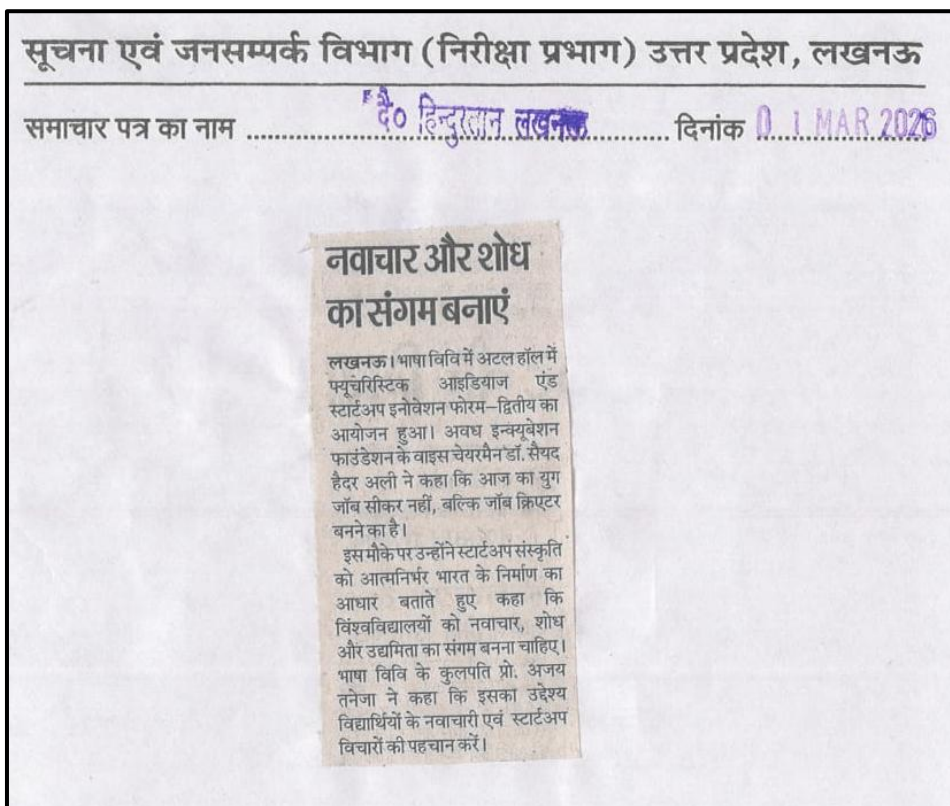 सूचना एवं जनसम्पर्क विभाग (निरीक्षा प्रभाग) उत्तर प्रदेश, लखनऊ
समाचार पत्र का नाम .......... दै० हिन्दुस्तान लखनऊ .......... दिनांक 0 1 MAR 2026
नवाचार और शोध
का संगम बनाएं
लखनऊ। भाषा विवि में अटल हॉल में
फ्यूचरिस्टिक आइडियाज एंड
स्टार्टअप इनोवेशन फोरम–द्वितीय का
आयोजन हुआ। अवध इन्क्यूबेशन
फाउंडेशन के वाइस चेयरमैन डॉ. सैयद
हैदर अली ने कहा कि आज का युग
जॉब सीकर नहीं, बल्कि जॉब क्रिएटर
बनने का है।
इस मौके पर उन्होंने स्टार्टअप संस्कृति
को आत्मनिर्भर भारत के निर्माण का
आधार बताते हुए कहा कि
विश्वविद्यालयों को नवाचार, शोध
और उद्यमिता का संगम बनना चाहिए।
भाषा विवि के कुलपति प्रो. अजय
तनेजा ने कहा कि इसका उद्देश्य
विद्यार्थियों के नवाचारी एवं स्टार्टअप
विचारों की पहचान करें।